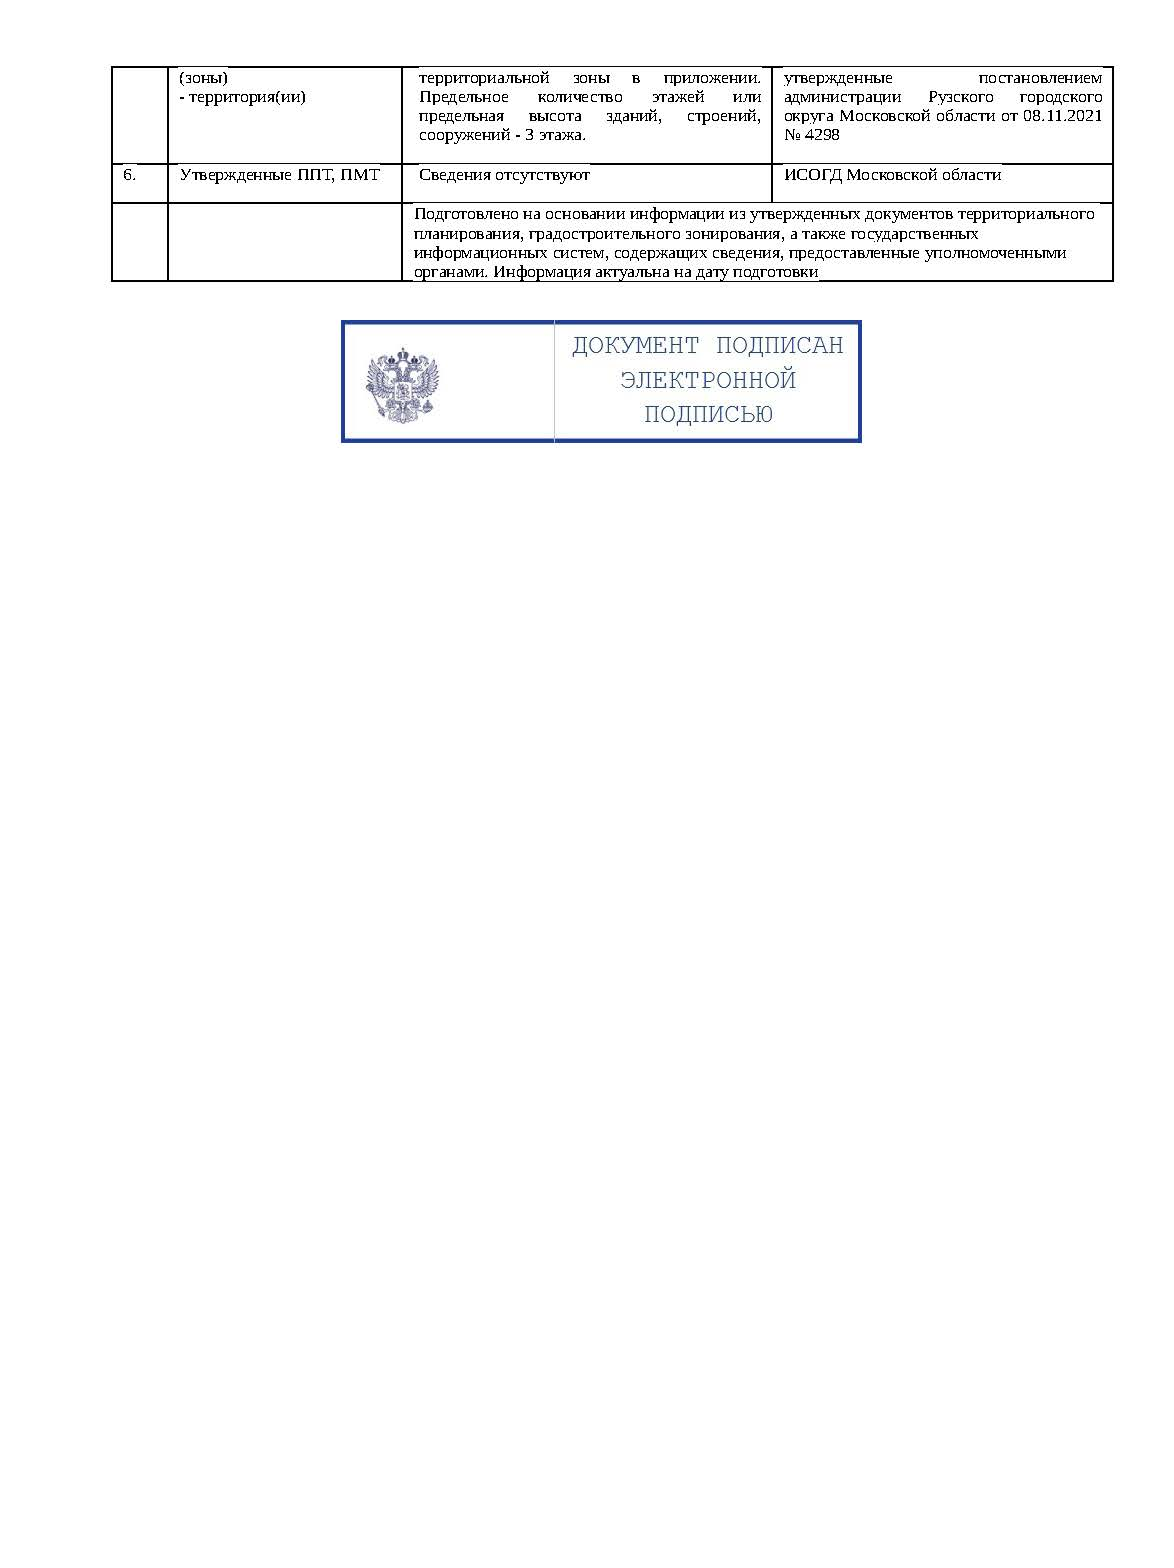 (зоны)
- территория(ии)
территориальной зоны в приложении.
Предельное количество этажей или
предельная высота зданий, строений,
сооружений - 3 этажа.
утвержденные постановлением
администрации Рузского городского
округа Московской области от 08.11.2021
№ 4298
6.
Утвержденные ППТ, ПМТ
Сведения отсутствуют
ИСОГД Московской области
Подготовлено на основании информации из утвержденных документов территориального
планирования, градостроительного зонирования, а также государственных
информационных систем, содержащих сведения, предоставленные уполномоченными
органами. Информация актуальна на дату подготовки
ДОКУМЕНТ ПОДПИСАН
ЭЛЕКТРОННОЙ
ПОДПИСЬЮ